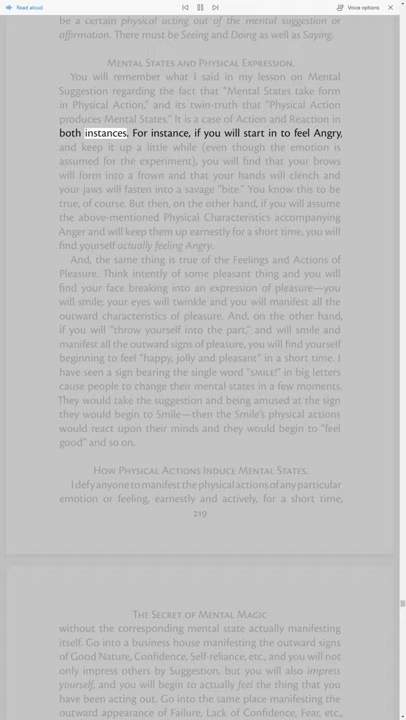 Read aloud
Voice options
be a certain physical acting out of the mental suggestion or
affirmation. There must be Seeing and Doing as well as Saying.
Mental States and Physical Expression.
You will remember what I said in my lesson on Mental
Suggestion regarding the fact that “Mental States take form
in Physical Action,” and its twin-truth that “Physical Action
produces Mental States.” It is a case of Action and Reaction in
both instances. For instance, if you will start in to feel Angry,
and keep it up a little while (even though the emotion is
assumed for the experiment), you will find that your brows
will form into a frown and that your hands will clench and
your jaws will fasten into a savage “bite.” You know this to be
true, of course. But then, on the other hand, if you will assume
the above-mentioned Physical Characteristics accompanying
Anger and will keep them up earnestly for a short time, you will
find yourself actually feeling Angry.
And, the same thing is true of the Feelings and Actions of
Pleasure. Think intently of some pleasant thing and you will
find your face breaking into an expression of pleasure—you
will smile; your eyes will twinkle and you will manifest all the
outward characteristics of pleasure. And, on the other hand,
if you will “throw yourself into the part,” and will smile and
manifest all the outward signs of pleasure, you will find yourself
beginning to feel “happy, jolly and pleasant” in a short time. I
have seen a sign bearing the single word “SMILE!” in big letters
cause people to change their mental states in a few moments.
They would take the suggestion and being amused at the sign
they would begin to Smile—then the Smile’s physical actions
would react upon their minds and they would begin to “feel
good” and so on.
How Physical Actions Induce Mental States.
I defy anyone to manifest the physical actions of any particular
emotion or feeling, earnestly and actively, for a short time,
219
The Secret of Mental Magic
without the corresponding mental state actually manifesting
itself. Go into a business house manifesting the outward signs
of Good Nature, Confidence, Self-reliance, etc., and you will not
only impress others by Suggestion, but you will also impress
yourself, and you will begin to actually feel the thing that you
have been acting out. Go into the same place manifesting the
outward appearance of Failure, Lack of Confidence, Fear, etc.,